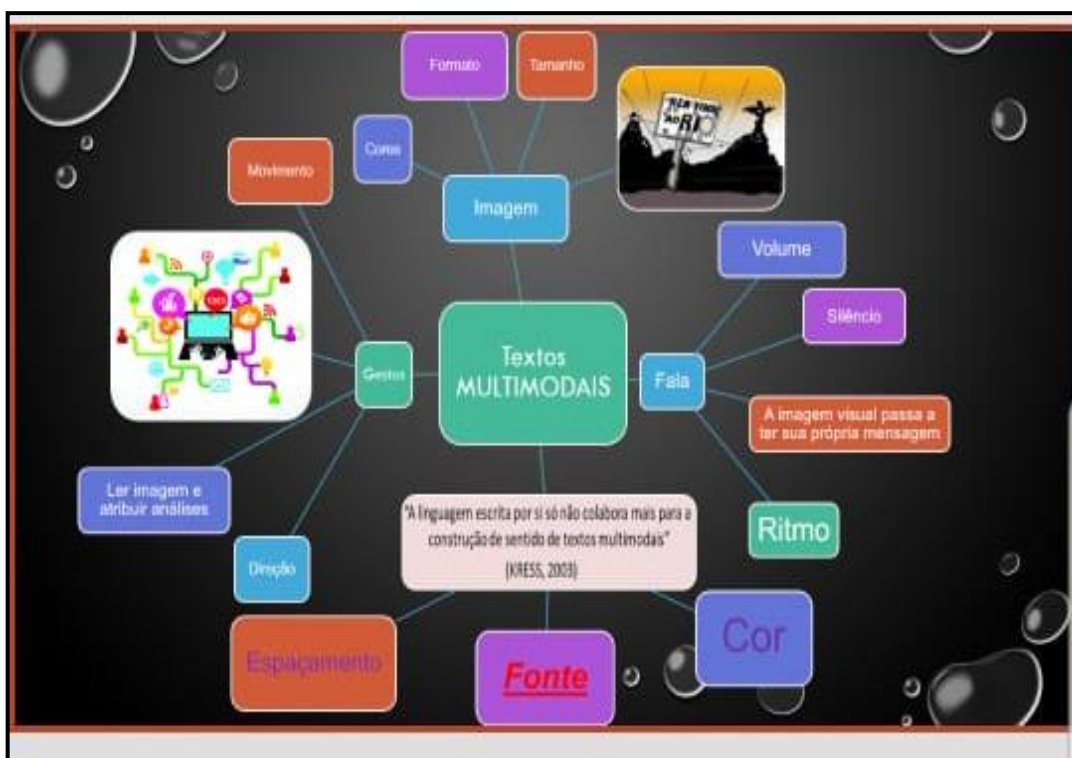 Formato
Tamanho
Cores
Movimento
Imagem
AO RIO
Volume
Silêncio
Textos
MULTIMODAIS
Gestos
Fala
A imagem visual passa a
ter sua própria mensagem
Ler imagem e
atribuir análises
"A linguagem escrita por si só não colabora mais para a
construção de sentido de textos multimodais"
(KRESS, 2003)
Ritmo
Direção
Espaçamento
Fonte
Cor